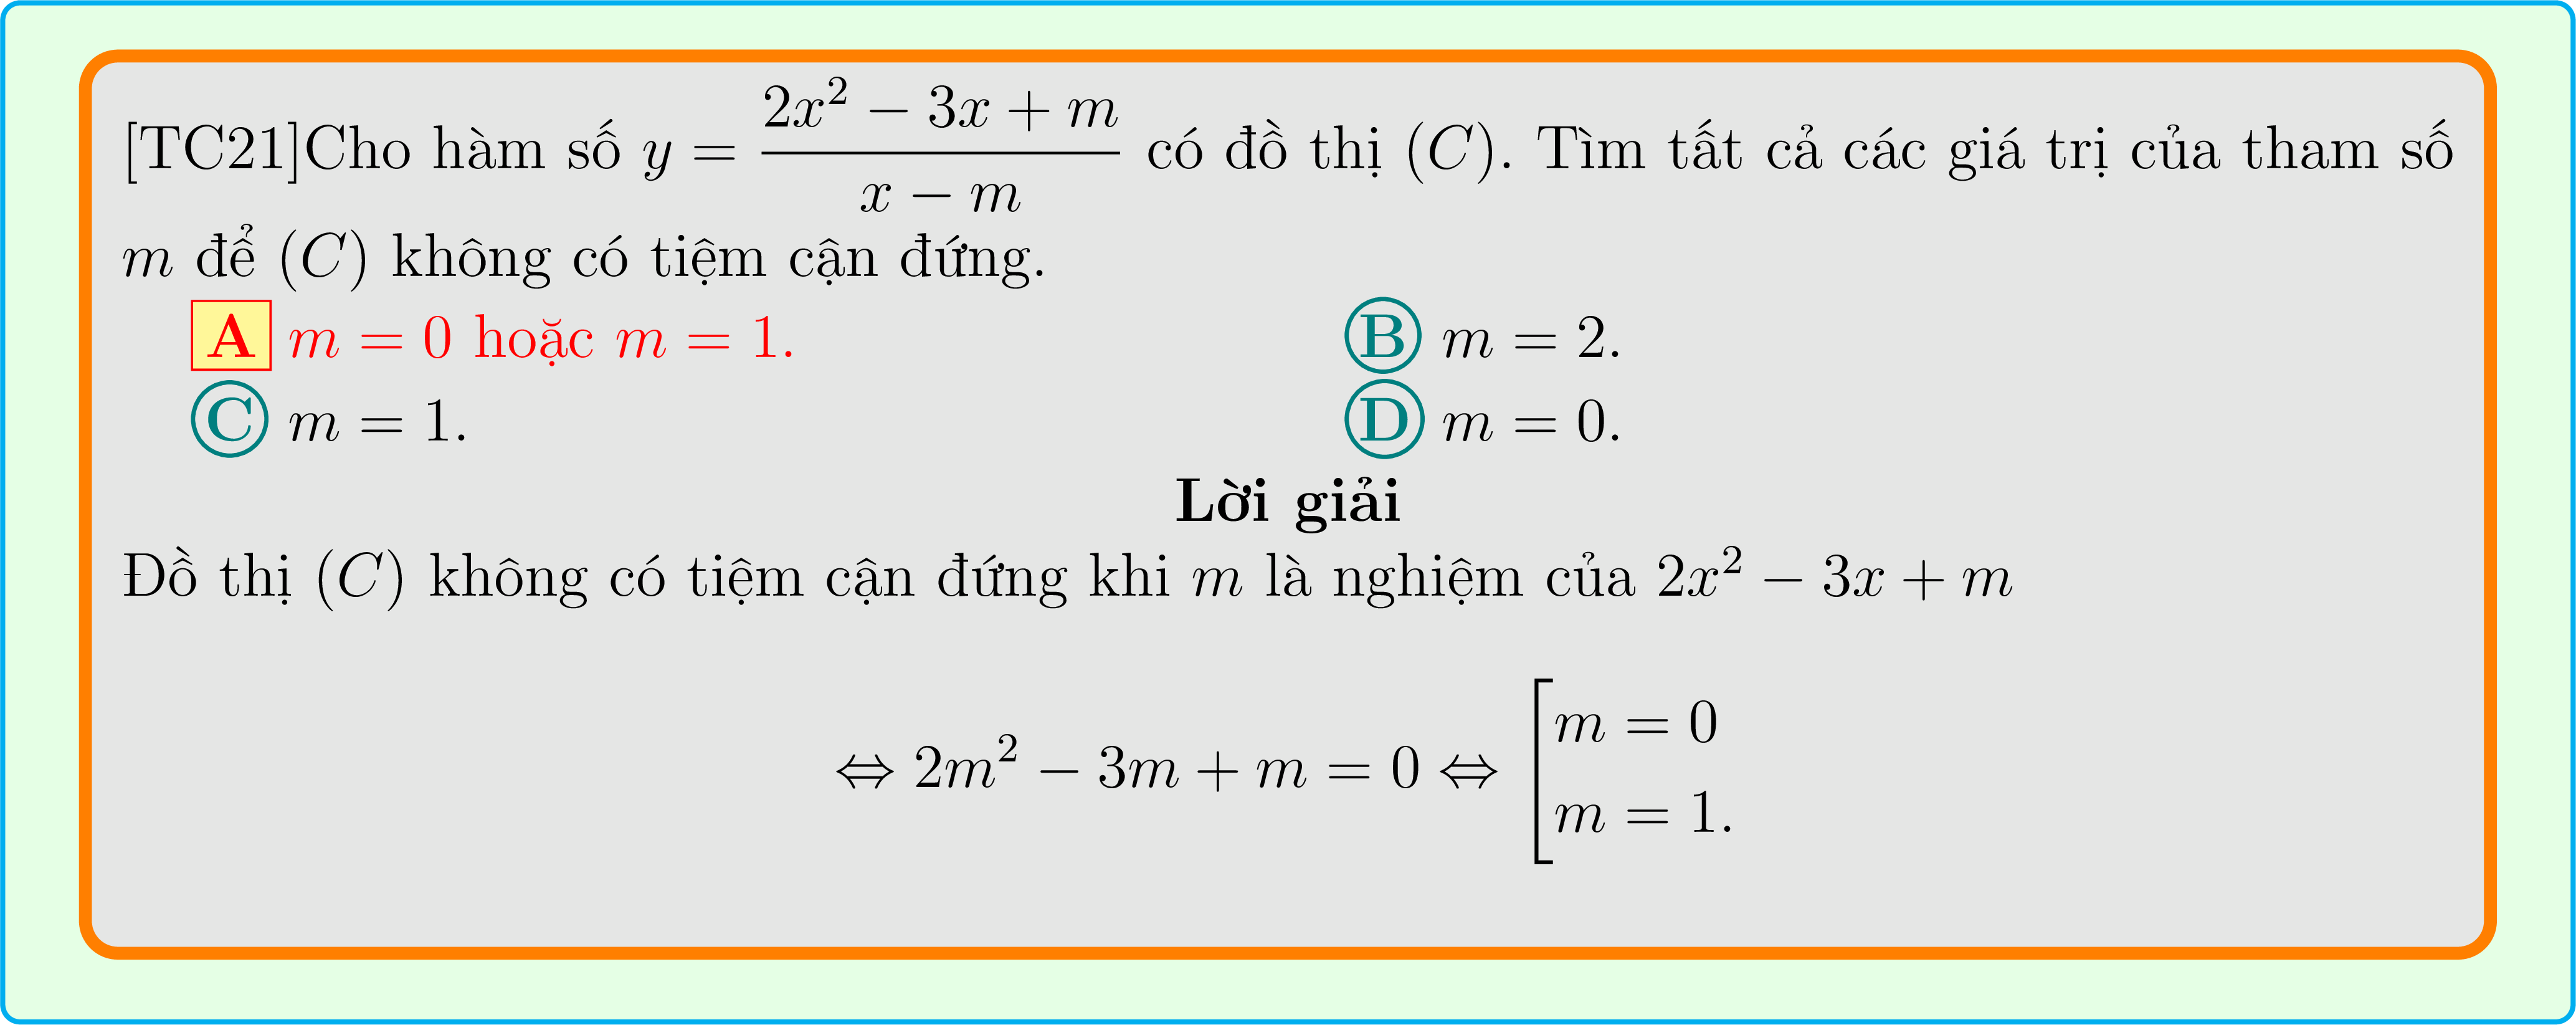 [TC21]Cho hàm số $y = \dfrac{2x^2 - 3x + m}{x - m}$ có đồ thị $(C)$. Tìm tất cả các giá trị của tham số
$m$ để $(C)$ không có tiệm cận đứng.
A $m = 0$ hoặc $m = 1$. B $m = 2$.
C $m = 1$. D $m = 0$.
Lời giải
Đồ thị $(C)$ không có tiệm cận đứng khi $m$ là nghiệm của $2x^2 - 3x + m$
$\Leftrightarrow 2m^2 - 3m + m = 0 \Leftrightarrow \left[\begin{array}{l} m = 0 \\ m = 1. \end{array}\right.$